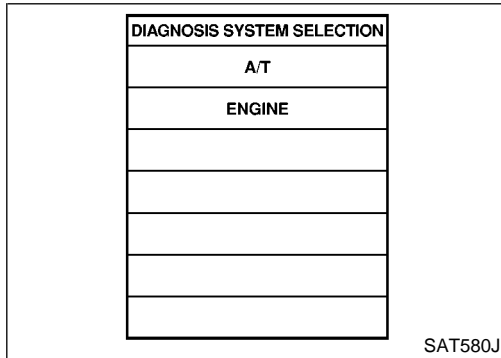 DIAGNOSIS SYSTEM SELECTION
A/T
ENGINE
SAT580J